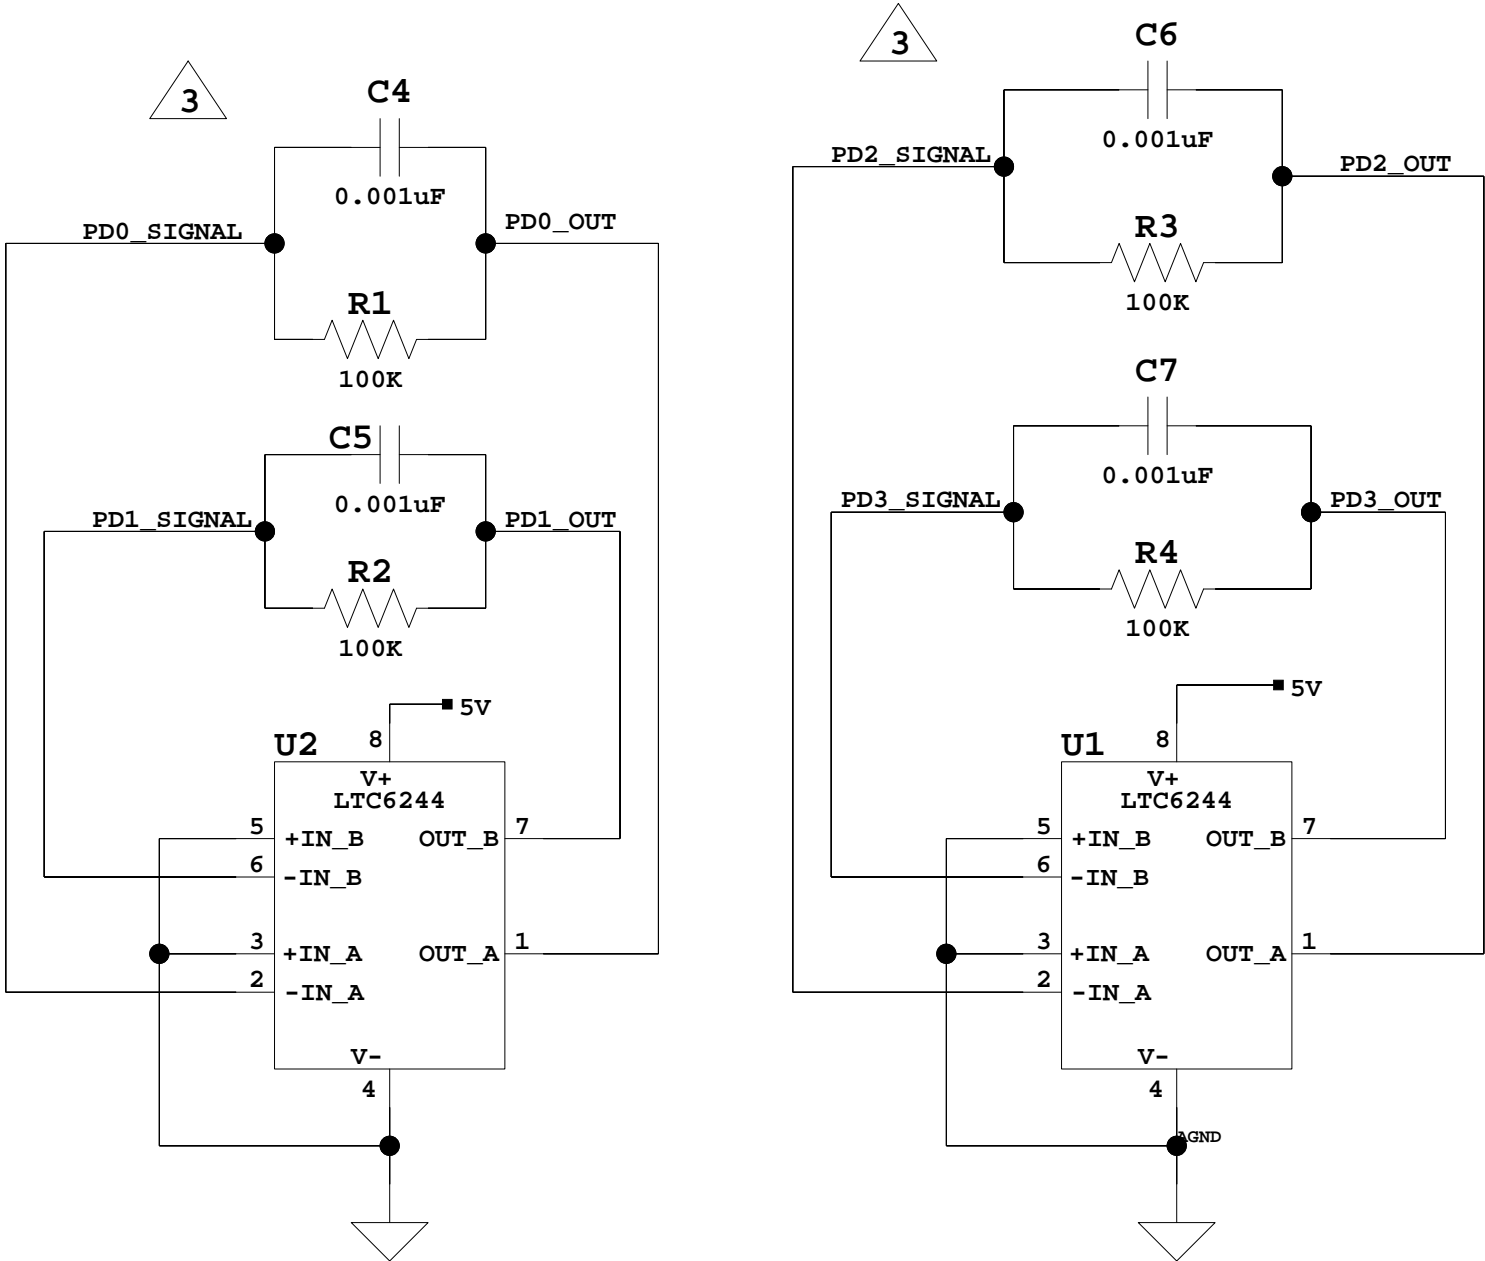 3
C4
0.001uF
PD0_SIGNAL
PD0_OUT
R1
100K
C5
0.001uF
PD1_SIGNAL
PD1_OUT
R2
100K
5V
8
U2
V+
LTC6244
5 +IN_B OUT_B 7
6 -IN_B
3 +IN_A OUT_A 1
2 -IN_A
V-
4
3
C6
0.001uF
PD2_SIGNAL
PD2_OUT
R3
100K
C7
0.001uF
PD3_SIGNAL
PD3_OUT
R4
100K
5V
8
U1
V+
LTC6244
5 +IN_B OUT_B 7
6 -IN_B
3 +IN_A OUT_A 1
2 -IN_A
V-
4
AGND